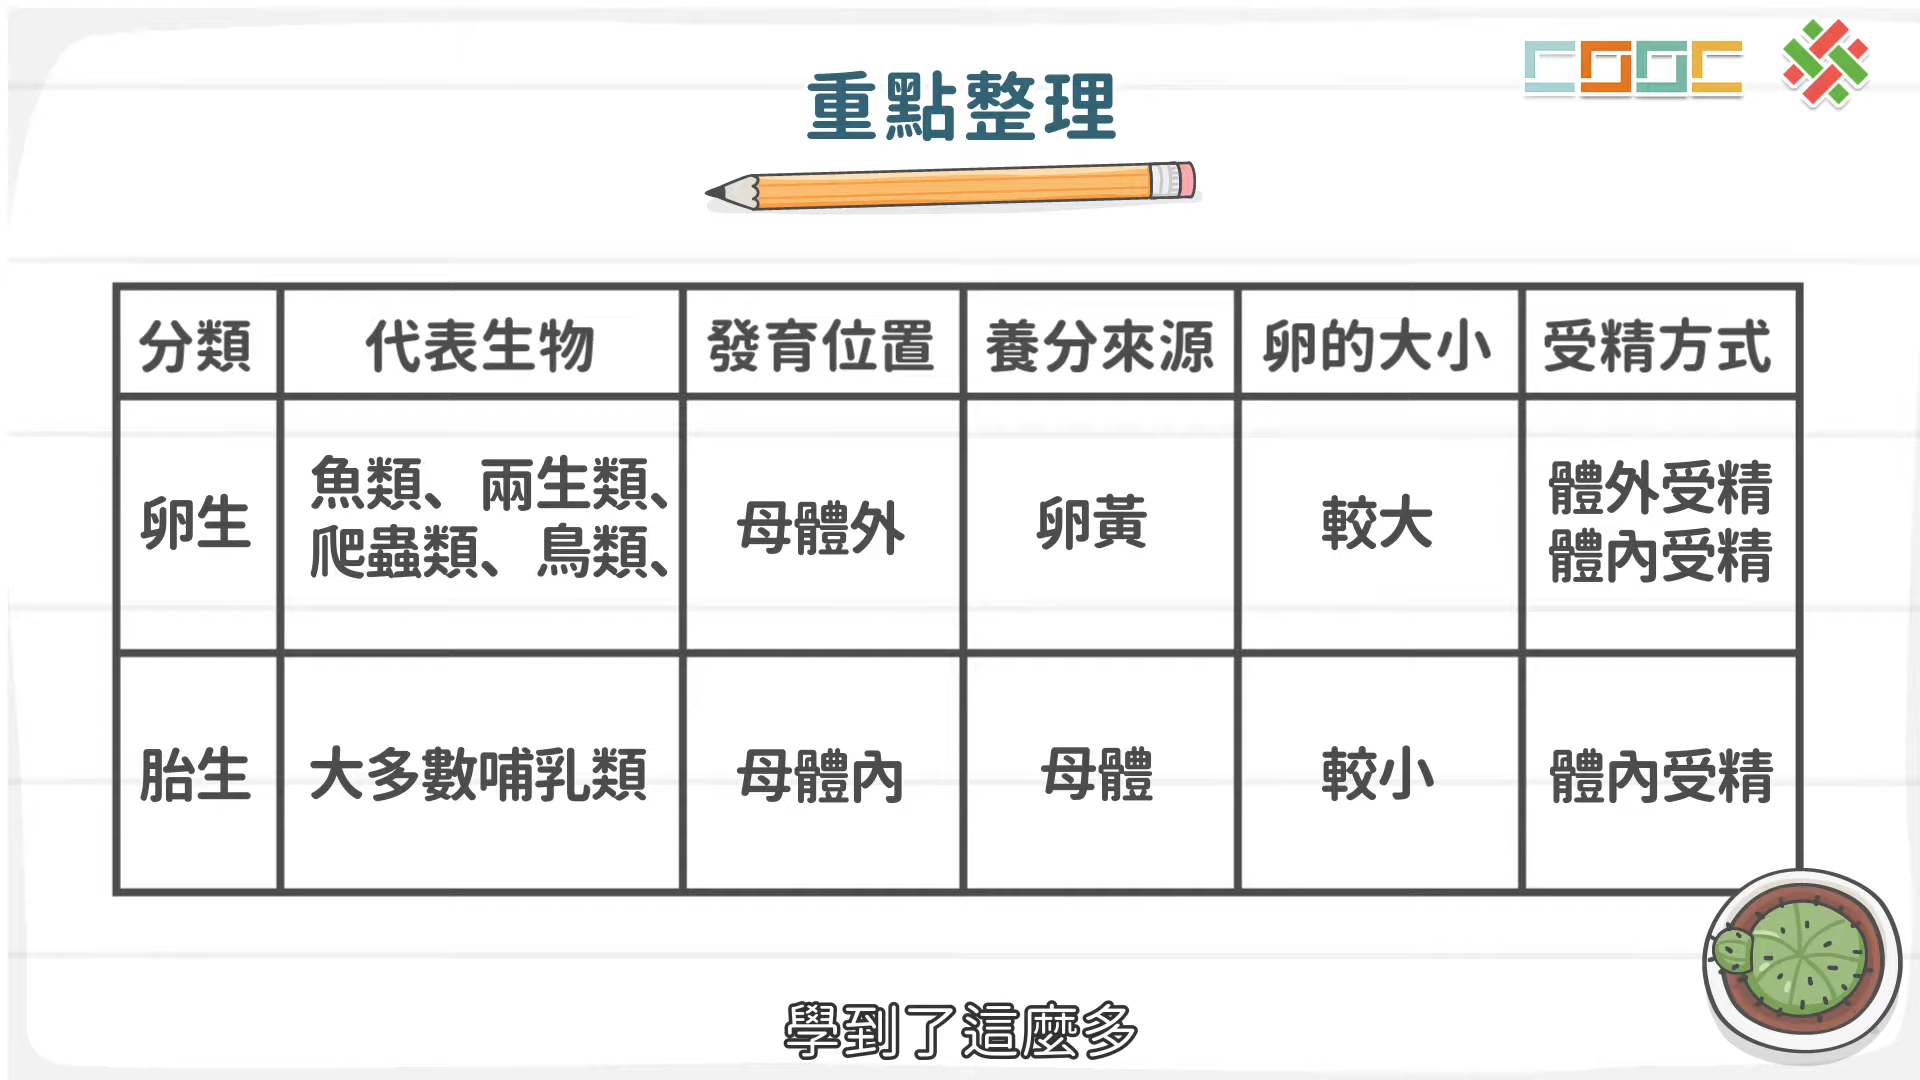 COOC
重點整理
分類 代表生物 發育位置 養分來源 卵的大小 受精方式
卵生
魚類、兩生類、
爬蟲類、鳥類、
母體外
卵黃
較大
體外受精
體內受精
胎生 大多數哺乳類 母體內 母體 較小 體內受精
學到了這麼多